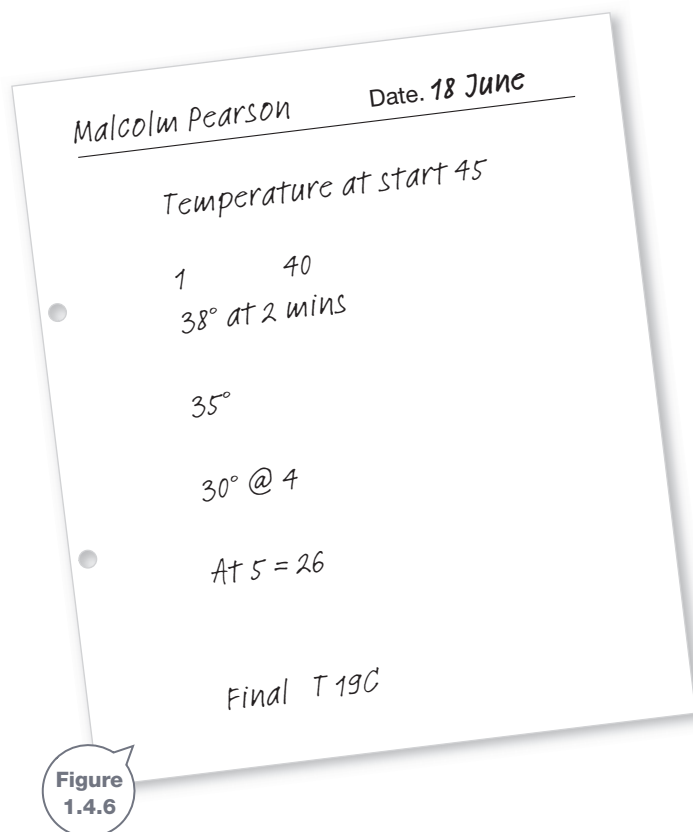 Malcolm Pearson Date. 18 June
Temperature at start 45
1 40
38° at 2 mins
35°
30° @ 4
At 5 = 26
Final T 19C
Figure
1.4.6